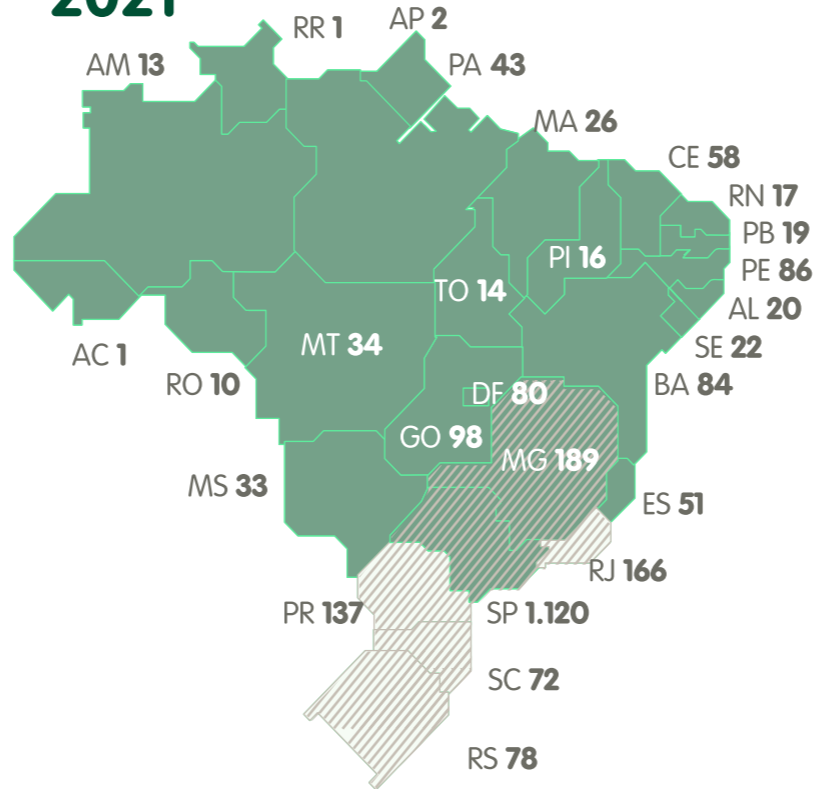 2021
RR 1
AP 2
AM 13
PA 43
MA 26
CE 58
RN 17
PB 19
PI 16
PE 86
TO 14
AL 20
MT 34
SE 22
AC 1
RO 10
BA 84
DF 80
GO 98
MG 189
MS 33
ES 51
RJ 166
PR 137
SP 1.120
SC 72
RS 78